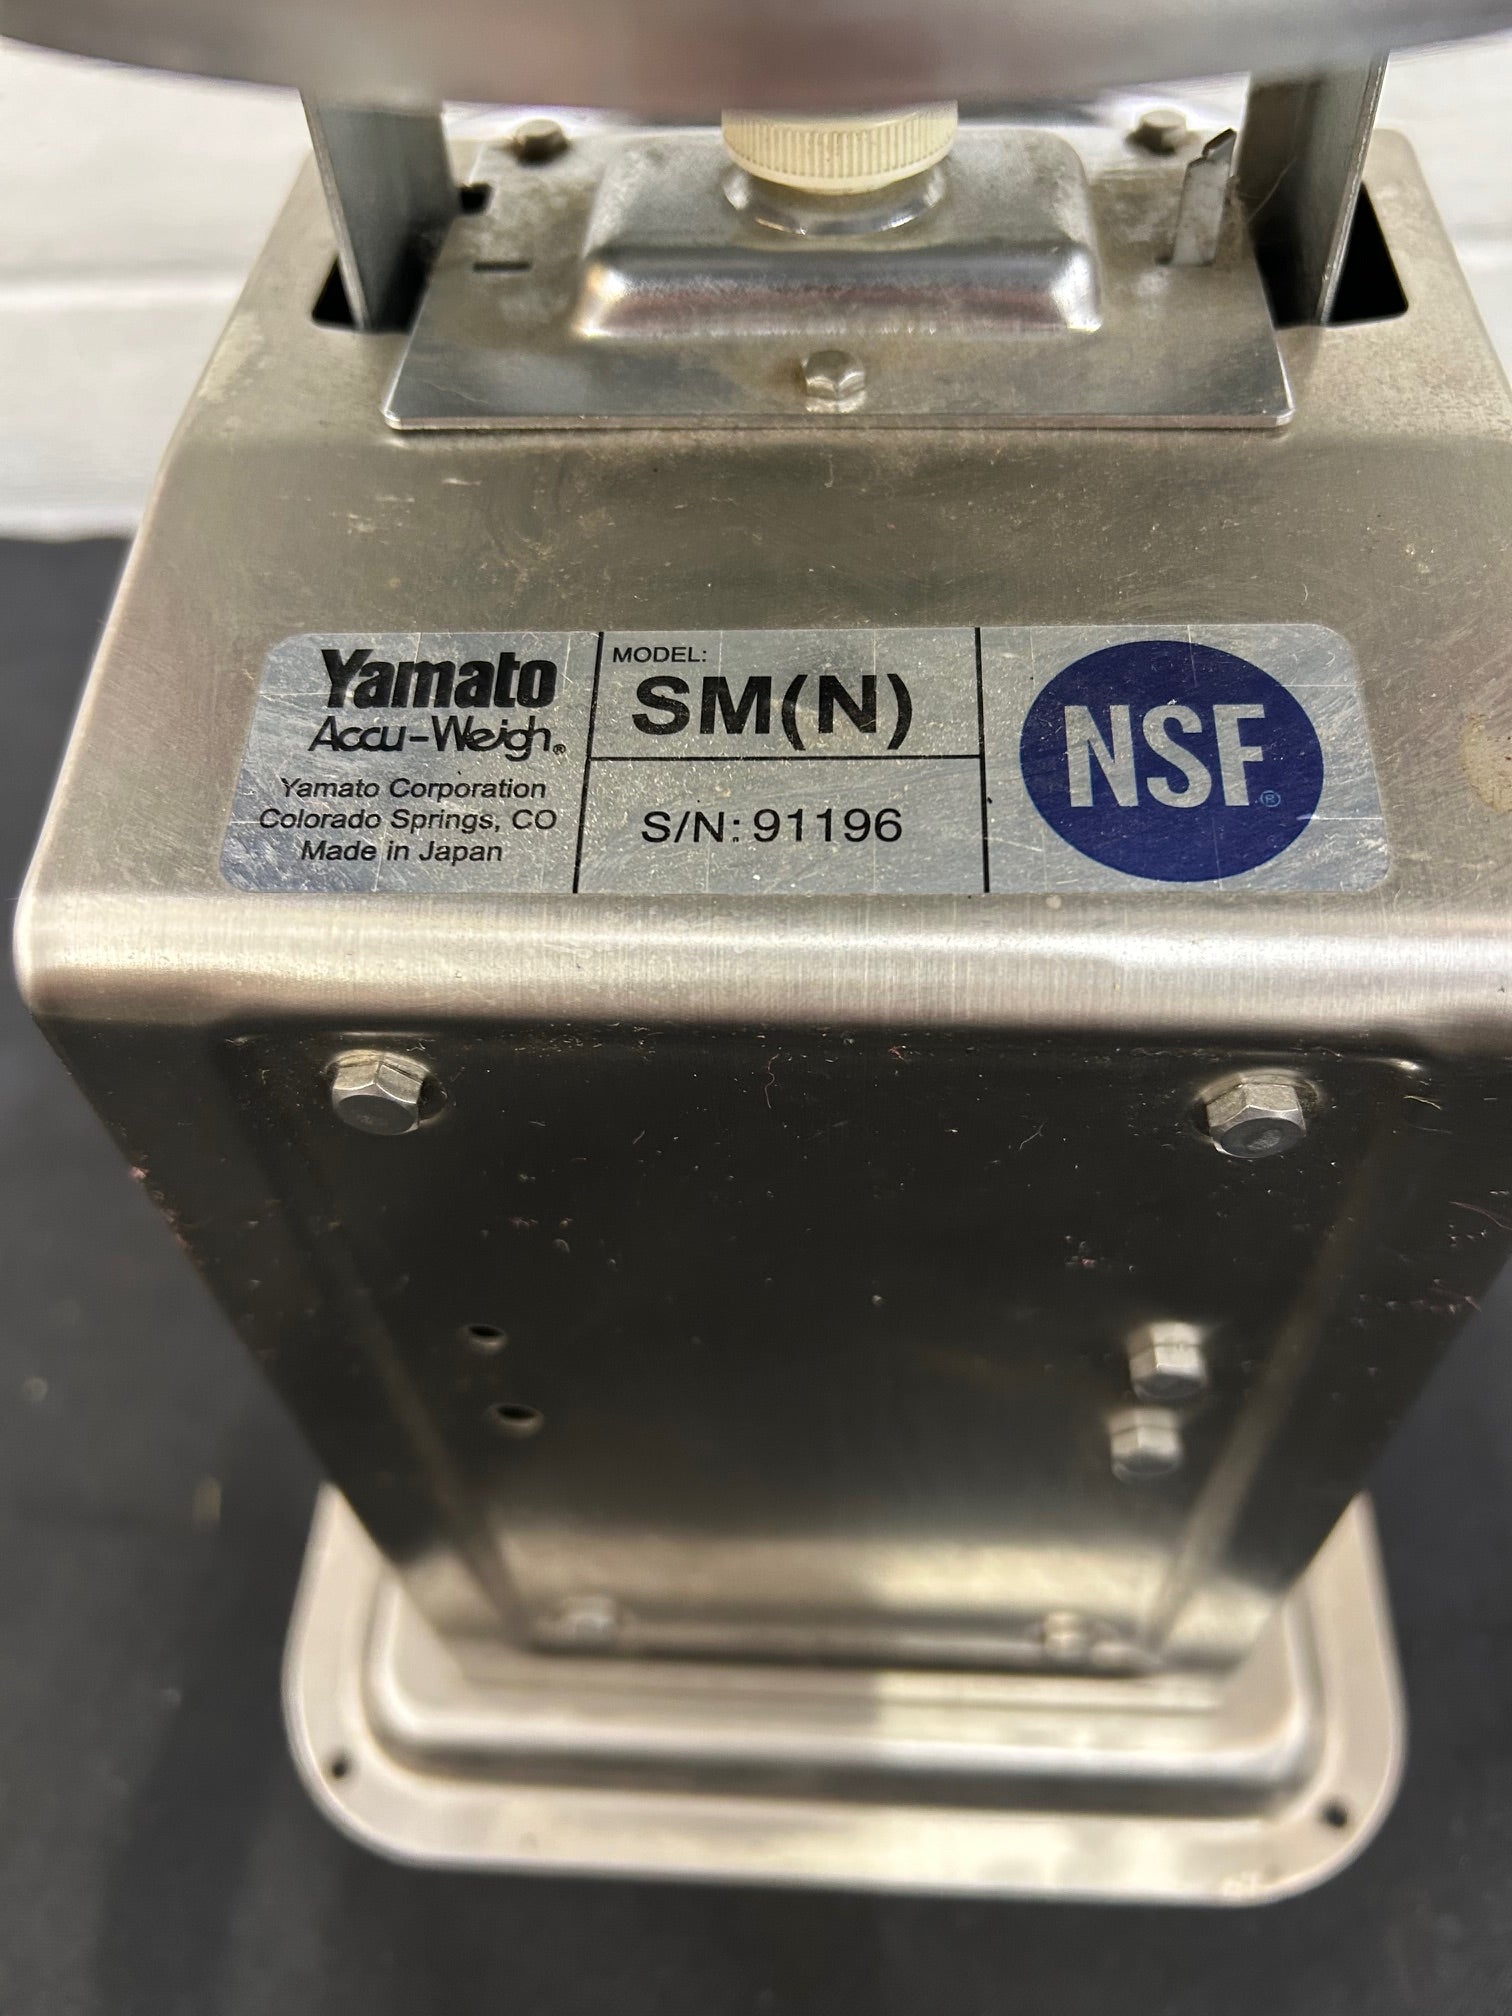 Yamato
Accu-Weigh®
Yamato Corporation
Colorado Springs, CO
Made in Japan
MODEL:
SM(N)
S/N: 91196
NSF®